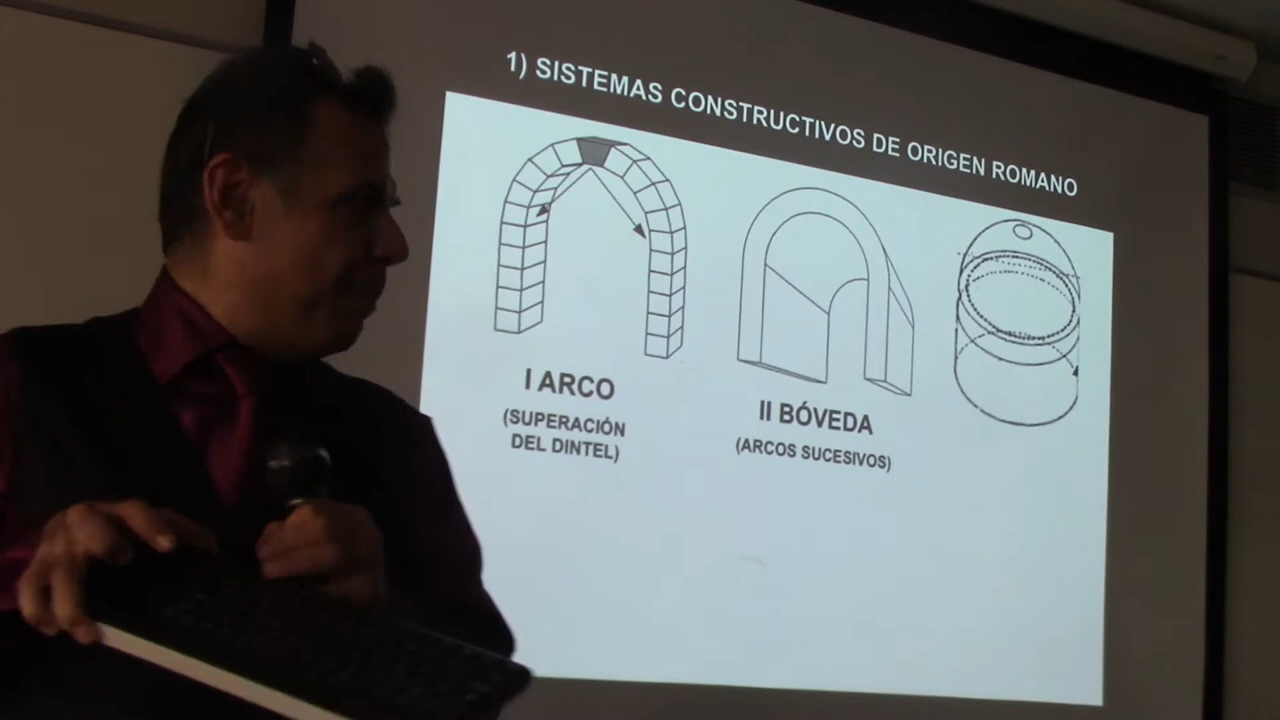 1) SISTEMAS CONSTRUCTIVOS DE ORIGEN ROMANO
I ARCO
(SUPERACIÓN
DEL DINTEL)
II BÓVEDA
(ARCOS SUCESIVOS)